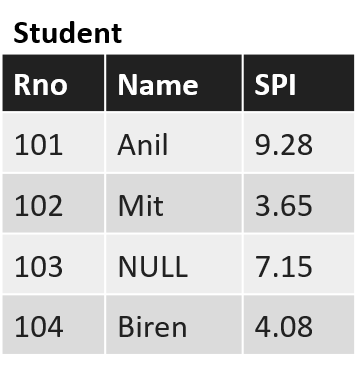 Student
Rno Name SPI
101 Anil 9.28
102 Mit 3.65
103 NULL 7.15
104 Biren 4.08